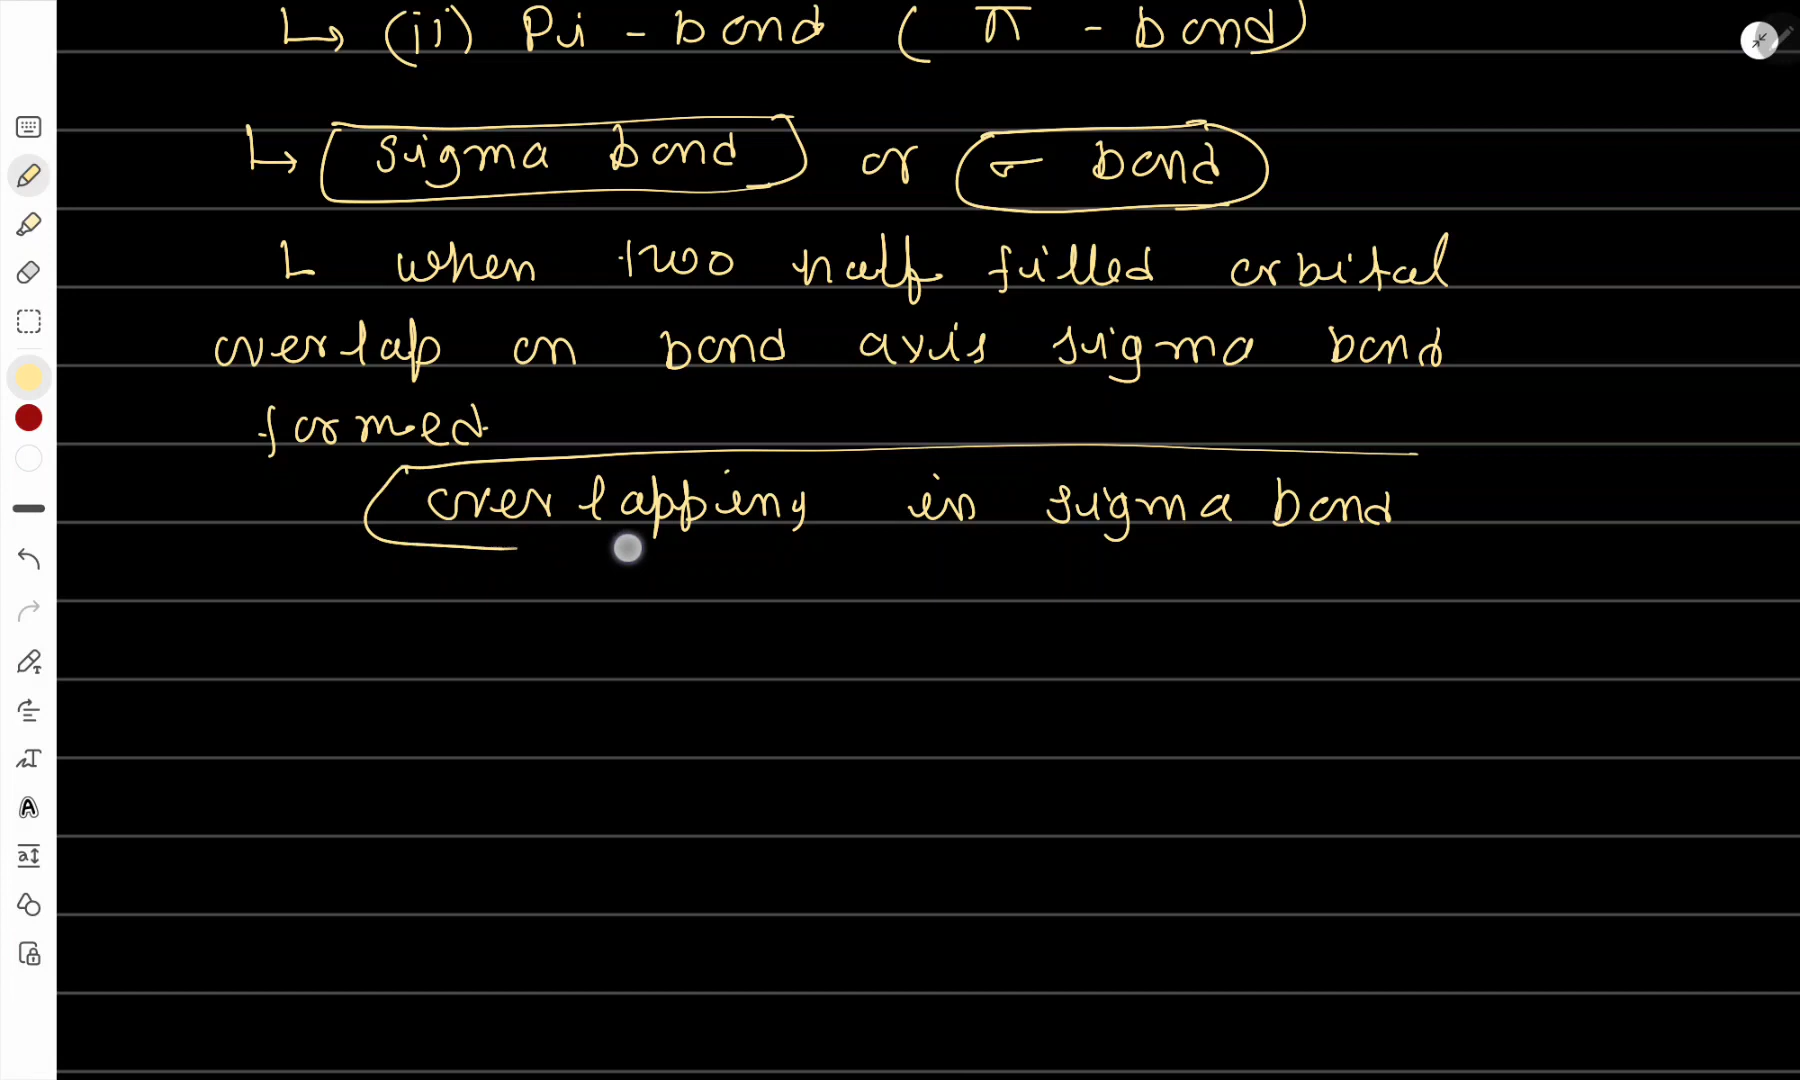 ↳ (ii) Pi - bond ( π - bond)
↳ sigma bond or σ bond
L when two half filled orbital
overlap on bond axis sigma bond
formed
overlapping in sigma bond